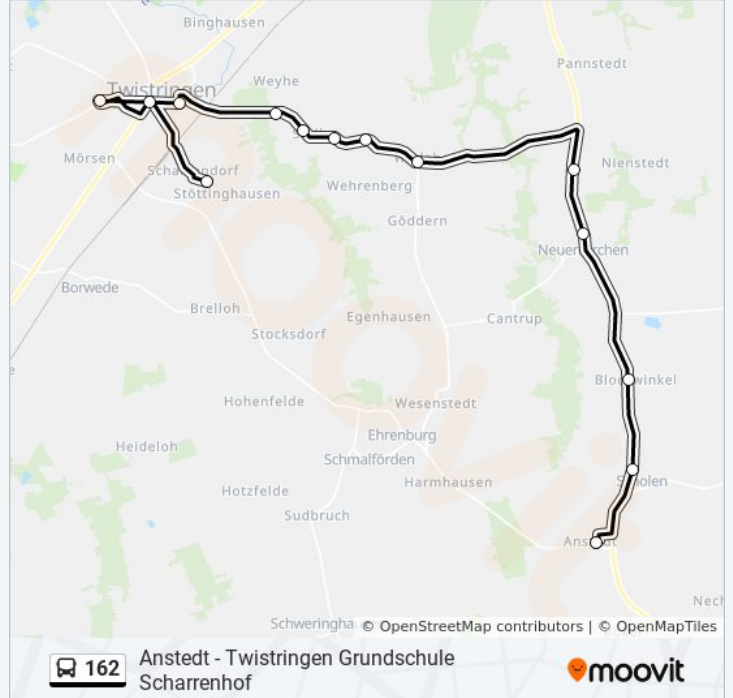 Binghausen
Pannstedt
Weyhe
Twistringen
Mörsen
Nienstedt
Wehrenberg
Stöttinghausen
Göddern
Borwede
Brelloh
Egenhausen
Cantrup
Stocksdorf
Hohenfelde
Wesenstedt
Ehrenburg
Heideloh
Schmalförden
Harmhausen
Hotzfelde
Sudbruch
© OpenStreetMap contributors | © OpenMapTiles
162
Anstedt - Twistringen Grundschule
Scharrenhof
moovit